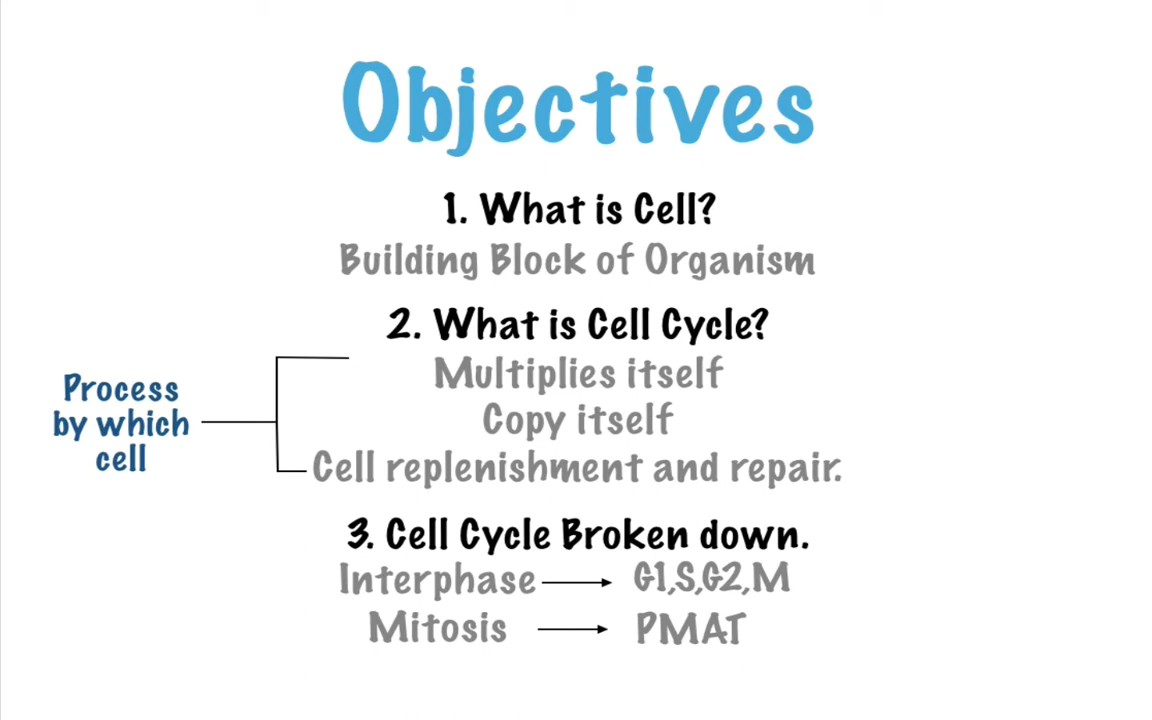 Objectives
1. What is Cell?
Building Block of Organism
2. What is Cell Cycle?
Process
by which
cell
Multiplies itself
Copy itself
Cell replenishment and repair.
3. Cell Cycle Broken down.
Interphase → G1,S,G2,M
Mitosis → PMAT